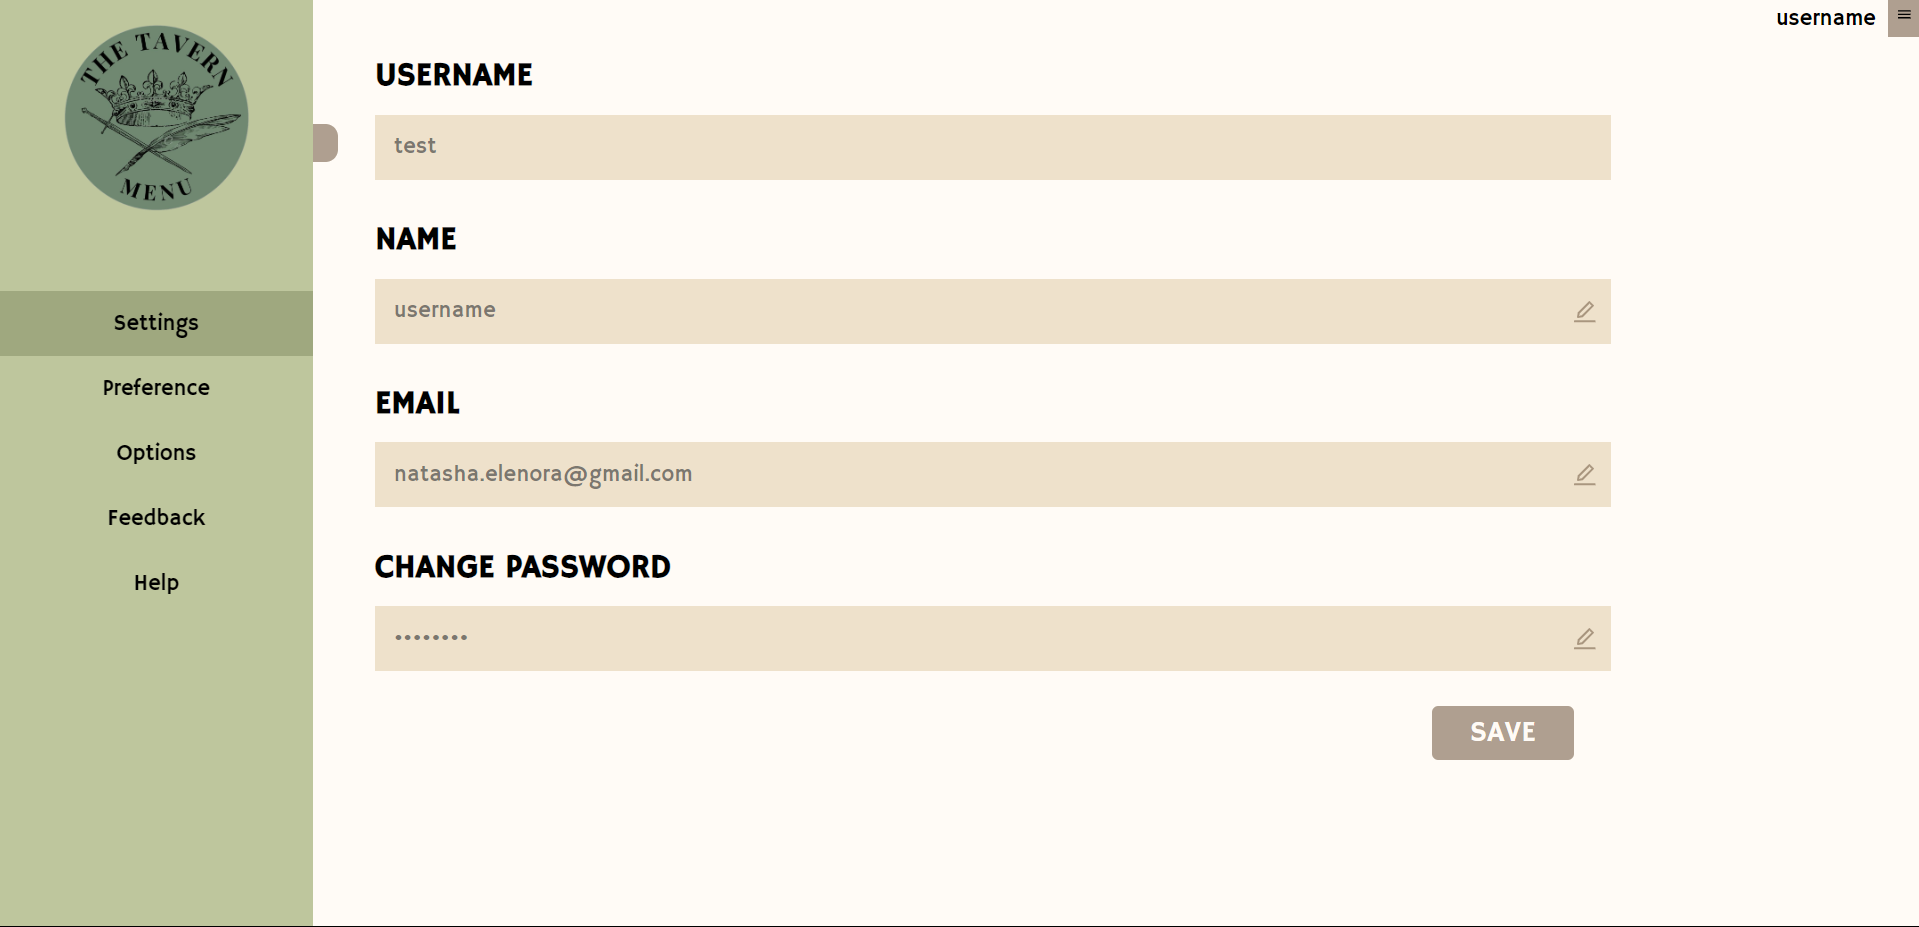 THE TAVERN
MENU
Settings
Preference
Options
Feedback
Help
username
USERNAME
test
NAME
username
EMAIL
natasha.elenora@gmail.com
CHANGE PASSWORD
••••••••
SAVE